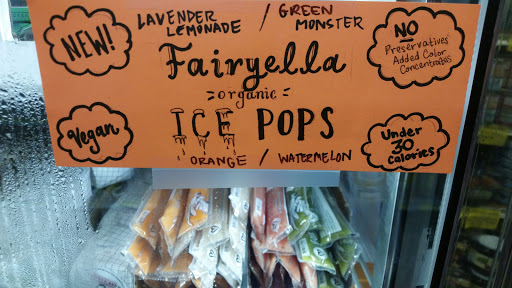 NEW!
LAVENDER LEMONADE / GREEN MONSTER
NO Preservatives Added Color Concentrates
Fairyella
organic
ICE POPS
Vegan
Under 30 Calories
ORANGE / WATERMELON